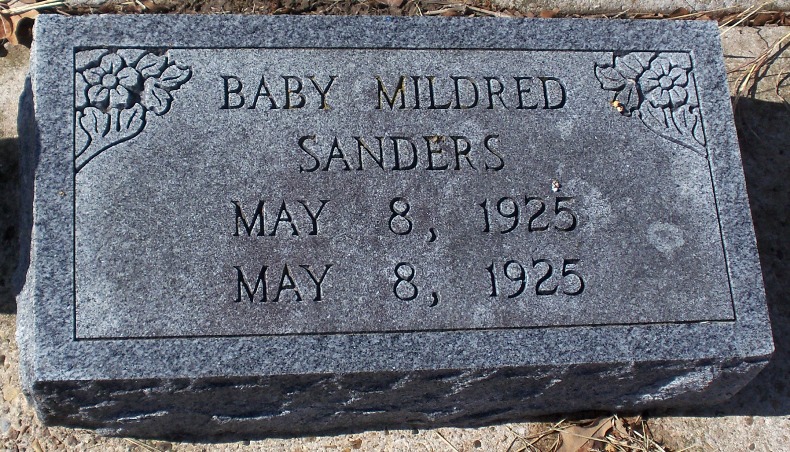 BABY MILDRED
SANDERS
MAY 8, 1925
MAY 8, 1925